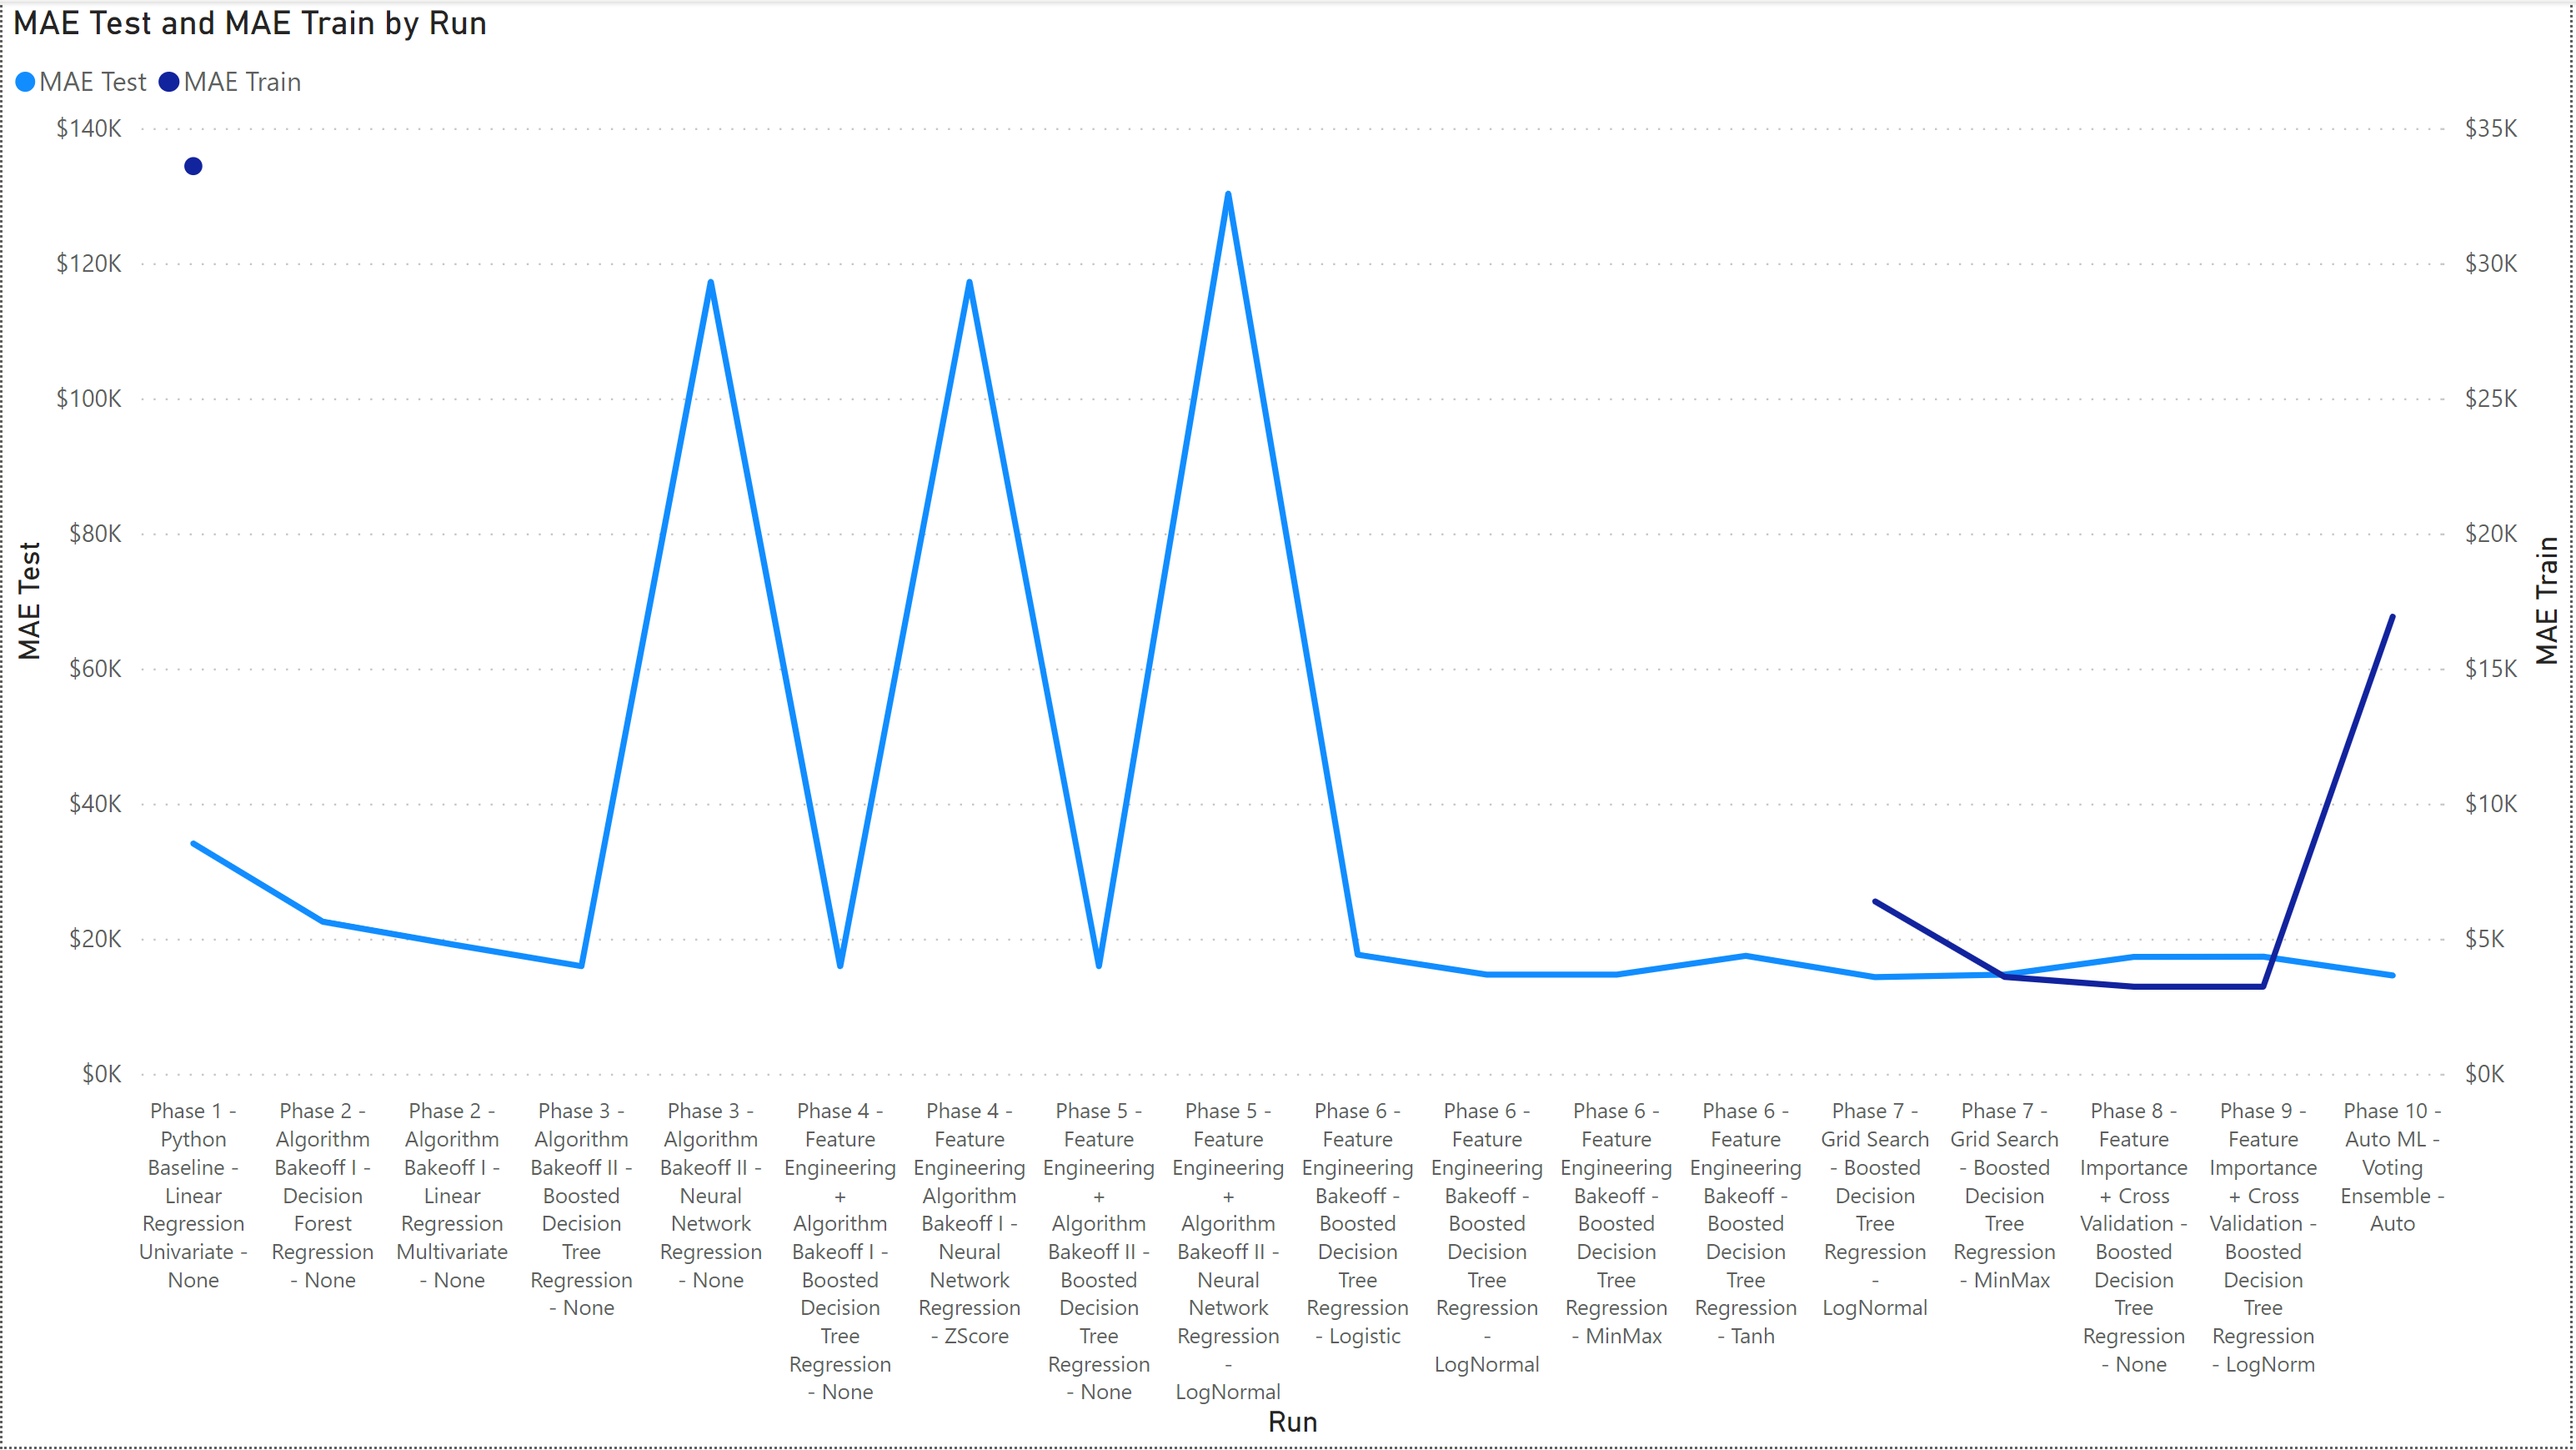 MAE Test and MAE Train by Run
MAE Test MAE Train
$140K
$120K
$100K
$80K
$60K
$40K
$20K
$0K
MAE Test
$35K
$30K
$25K
$20K
$15K
$10K
$5K
$0K
MAE Train
Phase 1 -
Python
Baseline -
Linear
Regression
Univariate -
None
Phase 2 -
Algorithm
Bakeoff I -
Decision
Forest
Regression
- None
Phase 2 -
Algorithm
Bakeoff I -
Linear
Regression
Multivariate
- None
Phase 3 -
Algorithm
Bakeoff II -
Boosted
Decision
Tree
Regression
- None
Phase 3 -
Algorithm
Bakeoff II -
Neural
Network
Regression
- None
Phase 4 -
Feature
Engineering
+
Algorithm
Bakeoff I -
Boosted
Decision
Tree
Regression
- None
Phase 4 -
Feature
Engineering
Algorithm
Bakeoff I -
Neural
Network
Regression
- ZScore
Phase 5 -
Feature
Engineering
+
Algorithm
Bakeoff II -
Boosted
Decision
Tree
Regression
- None
Phase 5 -
Feature
Engineering
+
Algorithm
Bakeoff II -
Neural
Network
Regression
-
LogNormal
Phase 6 -
Feature
Engineering
Bakeoff -
Boosted
Decision
Tree
Regression
- Logistic
Phase 6 -
Feature
Engineering
Bakeoff -
Boosted
Decision
Tree
Regression
-
LogNormal
Phase 6 -
Feature
Engineering
Bakeoff -
Boosted
Decision
Tree
Regression
- MinMax
Phase 6 -
Feature
Engineering
Bakeoff -
Boosted
Decision
Tree
Regression
- Tanh
Phase 7 -
Grid Search
- Boosted
Decision
Tree
Regression
-
LogNormal
Phase 7 -
Grid Search
- Boosted
Decision
Tree
Regression
- MinMax
Phase 8 -
Feature
Importance
+ Cross
Validation -
Boosted
Decision
Tree
Regression
- None
Phase 9 -
Feature
Importance
+ Cross
Validation -
Boosted
Decision
Tree
Regression
- LogNorm
Phase 10 -
Auto ML -
Voting
Ensemble -
Auto
Run